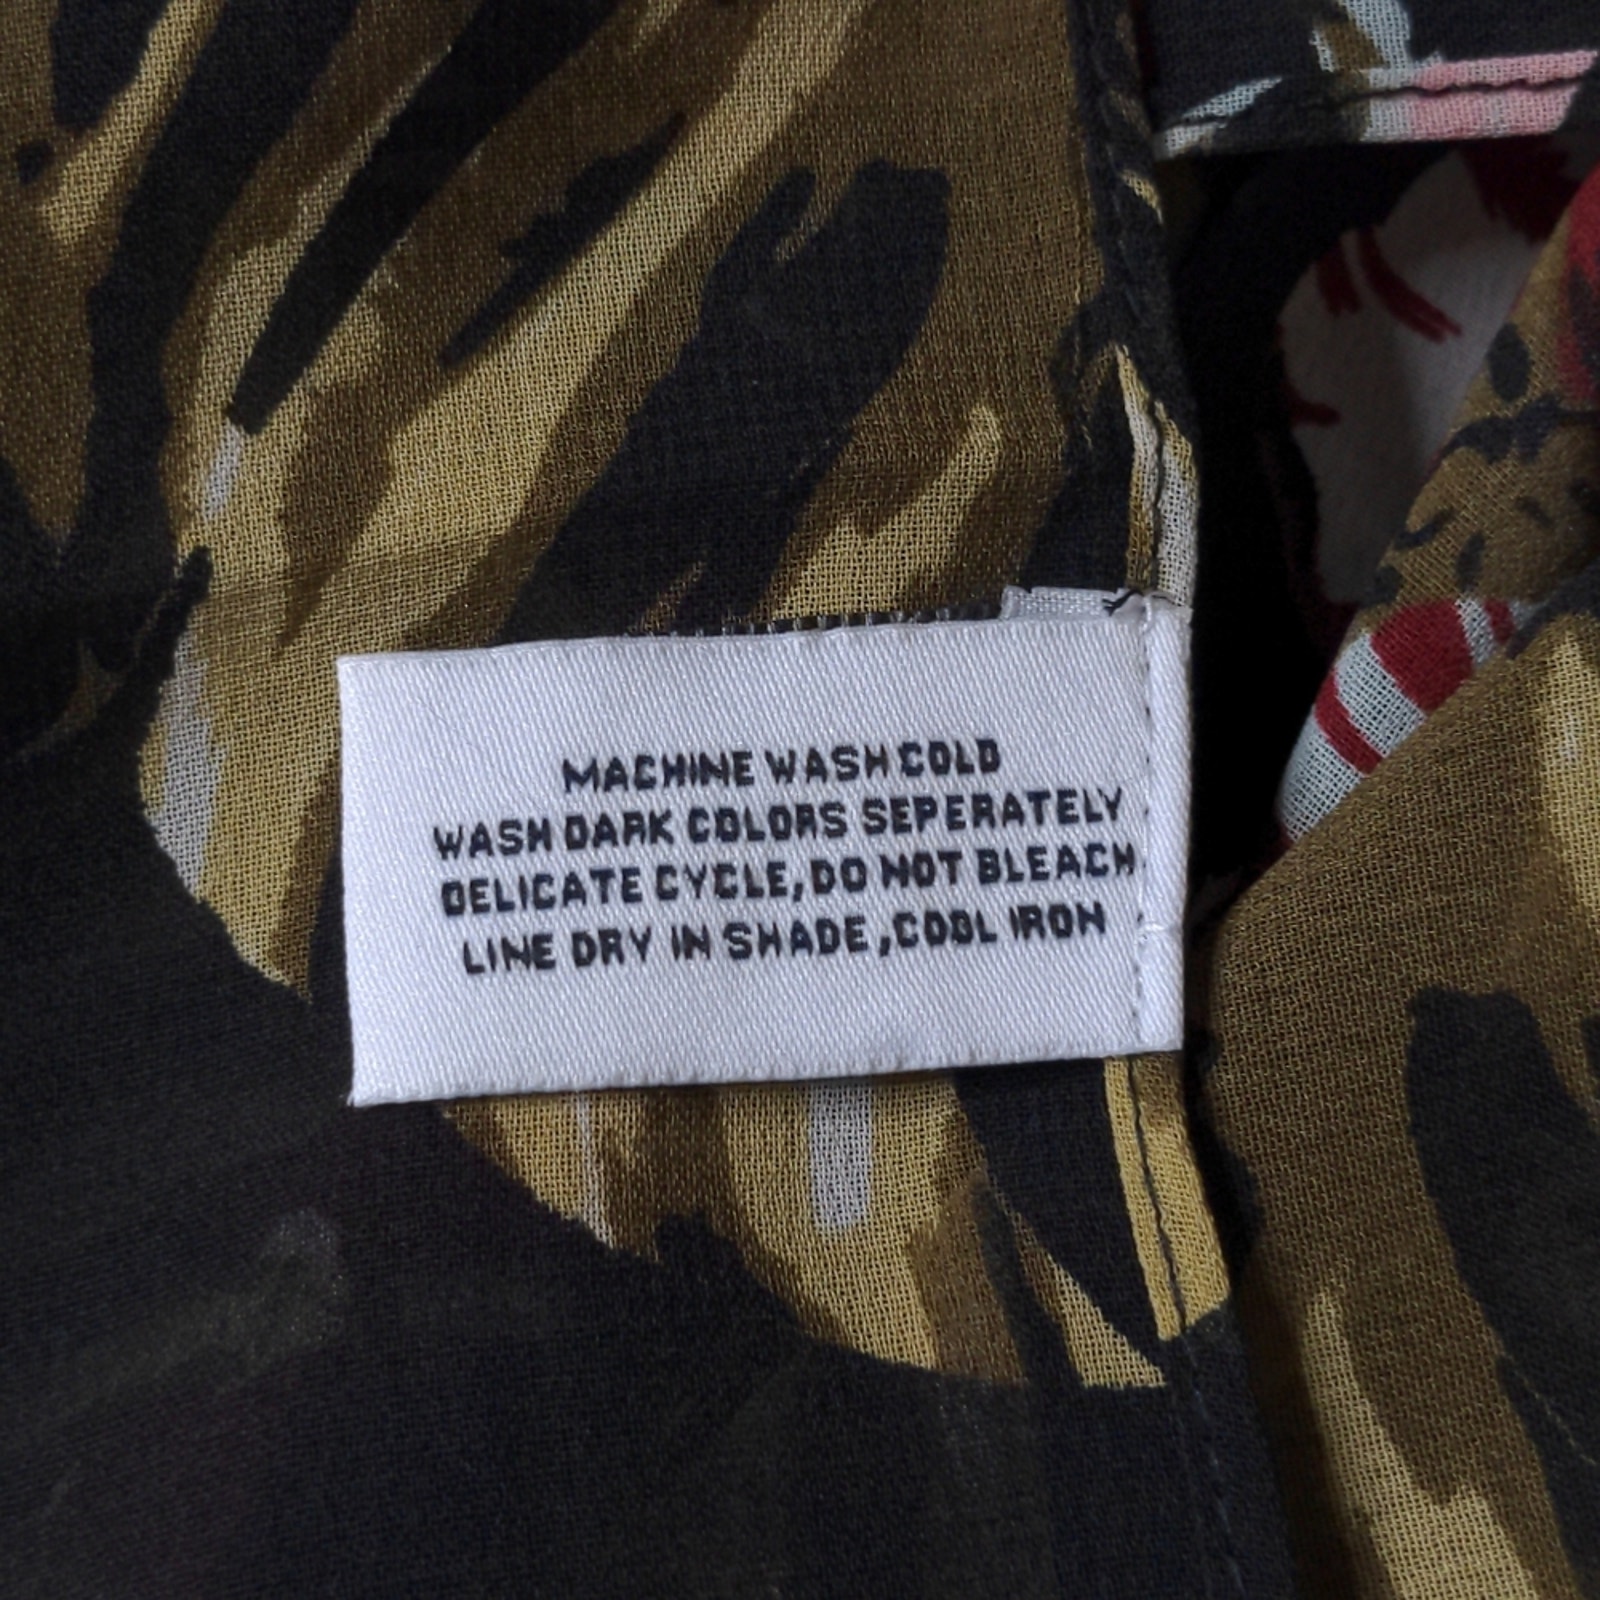 MACHINE WASH COLD
WASH DARK COLORS SEPERATELY
DELICATE CYCLE, DO NOT BLEACH
LINE DRY IN SHADE, COOL IRON